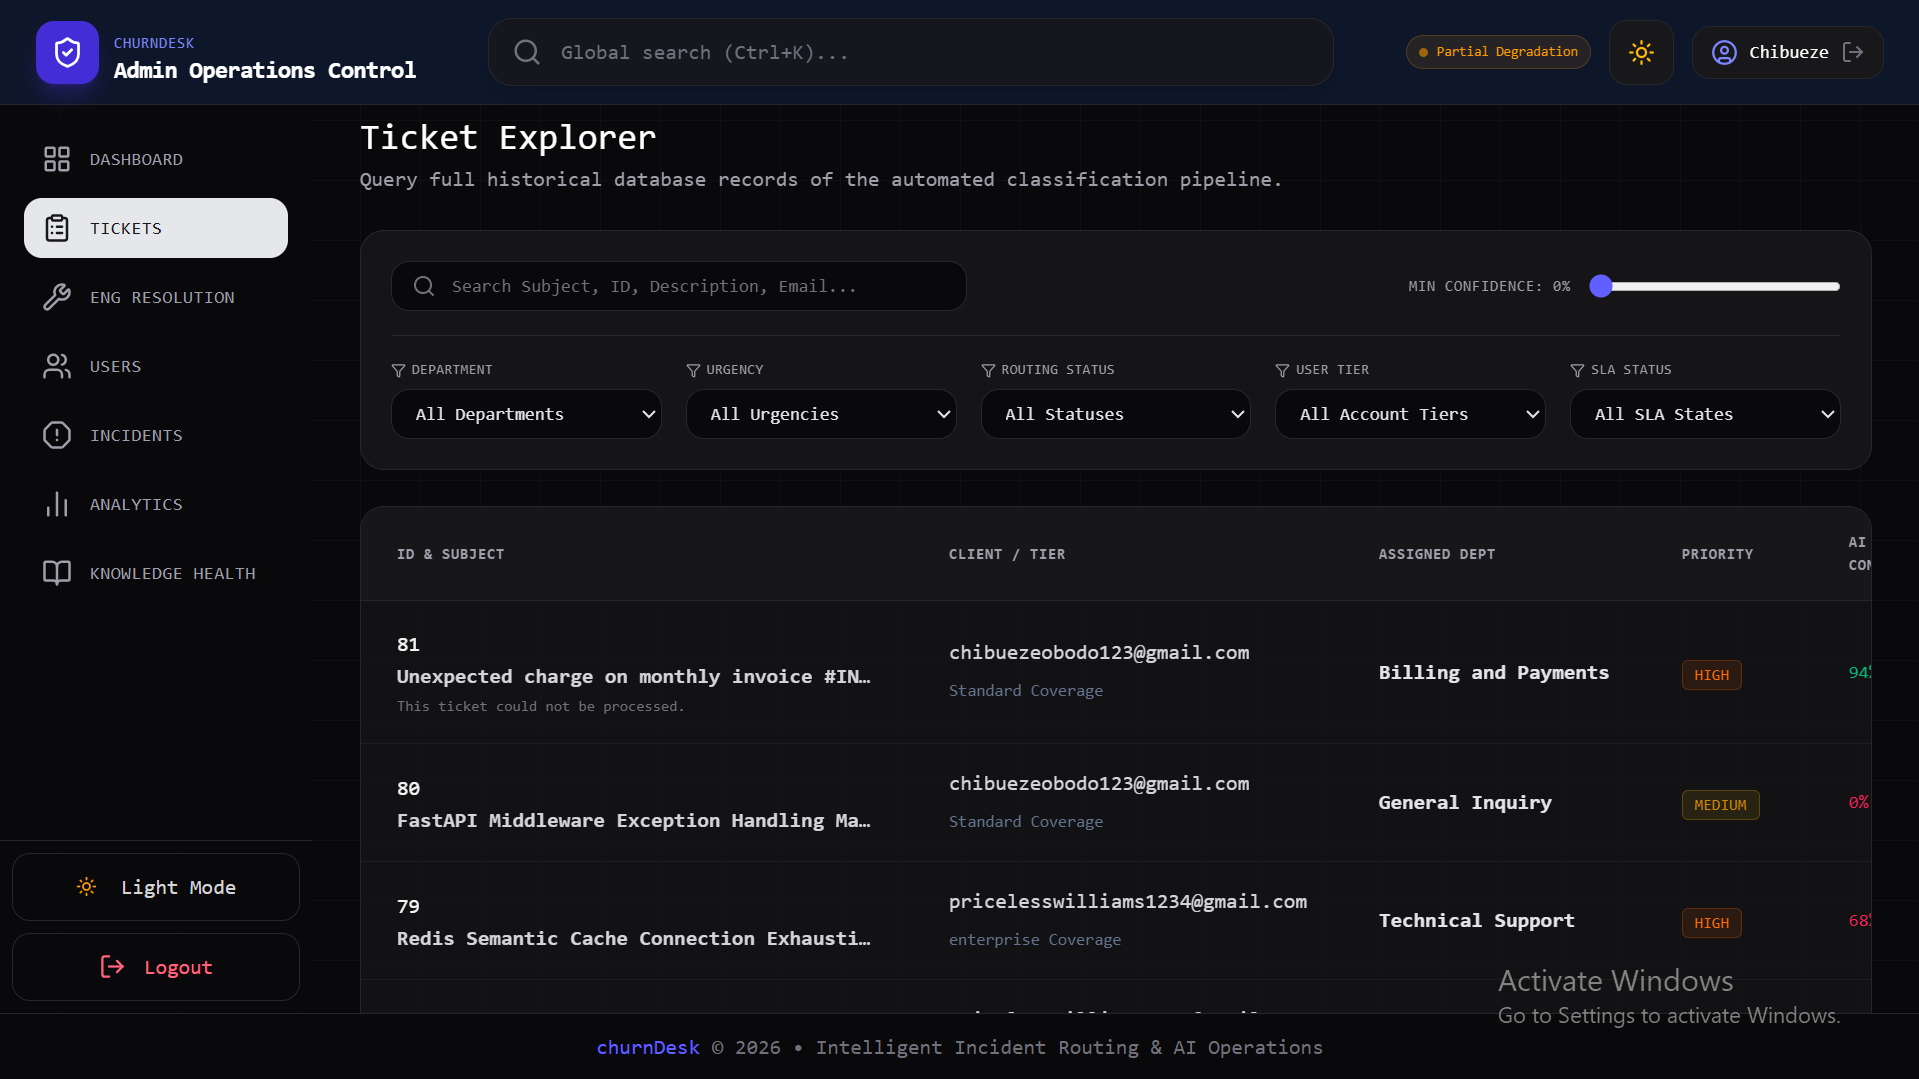 CHURNDESK
Admin Operations Control
Global search (Ctrl+K)...
Partial Degradation
Chibueze
DASHBOARD
TICKETS
ENG RESOLUTION
USERS
INCIDENTS
ANALYTICS
KNOWLEDGE HEALTH
Light Mode
Logout
Ticket Explorer
Query full historical database records of the automated classification pipeline.
Search Subject, ID, Description, Email...
MIN CONFIDENCE: 0%
DEPARTMENT
All Departments
URGENCY
All Urgencies
ROUTING STATUS
All Statuses
USER TIER
All Account Tiers
SLA STATUS
All SLA States
ID & SUBJECT
CLIENT / TIER
ASSIGNED DEPT
PRIORITY
AI
81
Unexpected charge on monthly invoice #IN…
This ticket could not be processed.
chibuezeobodo123@gmail.com
Standard Coverage
Billing and Payments
HIGH
94%
80
FastAPI Middleware Exception Handling Ma…
chibuezeobodo123@gmail.com
Standard Coverage
General Inquiry
MEDIUM
0%
79
Redis Semantic Cache Connection Exhausti…
pricelesswilliams1234@gmail.com
enterprise Coverage
Technical Support
HIGH
68%
Activate Windows
Go to Settings to activate Windows.
churnDesk © 2026 • Intelligent Incident Routing & AI Operations